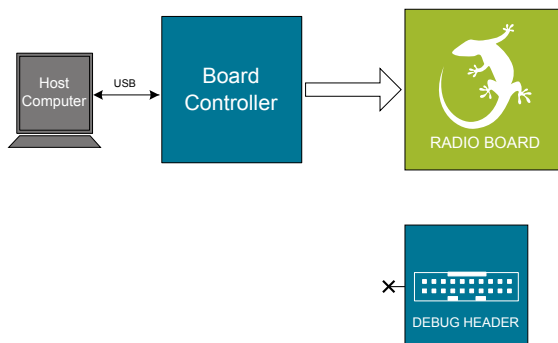 Host
Computer
USB
Board
Controller
RADIO BOARD
DEBUG HEADER